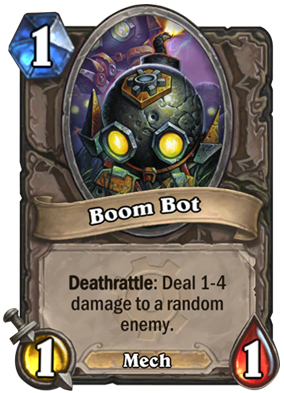 1
Boom Bot
Deathrattle: Deal 1-4
damage to a random
enemy.
1 Mech 1